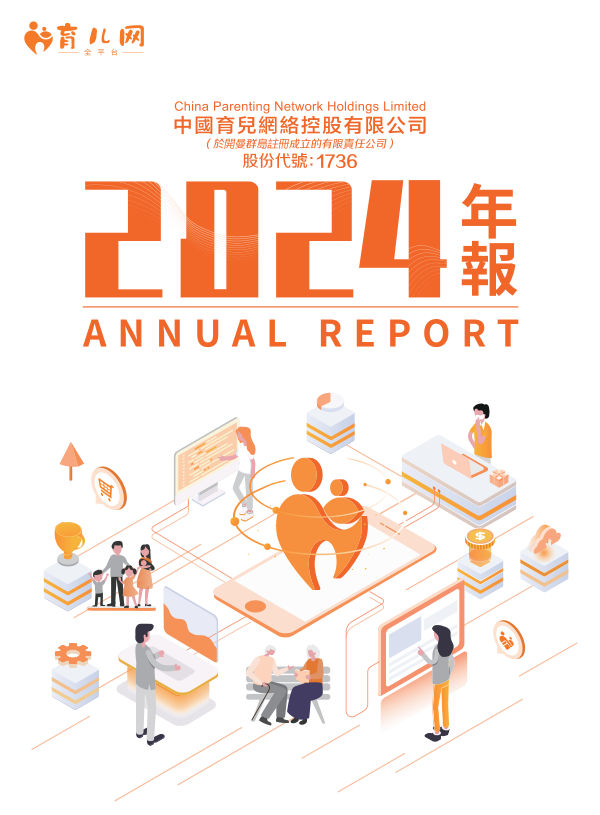 育儿网
全平台
China Parenting Network Holdings Limited
中國育兒網絡控股有限公司
(於開曼群島註冊成立的有限責任公司)
股份代號：1736
2024 年報
ANNUAL REPORT
$